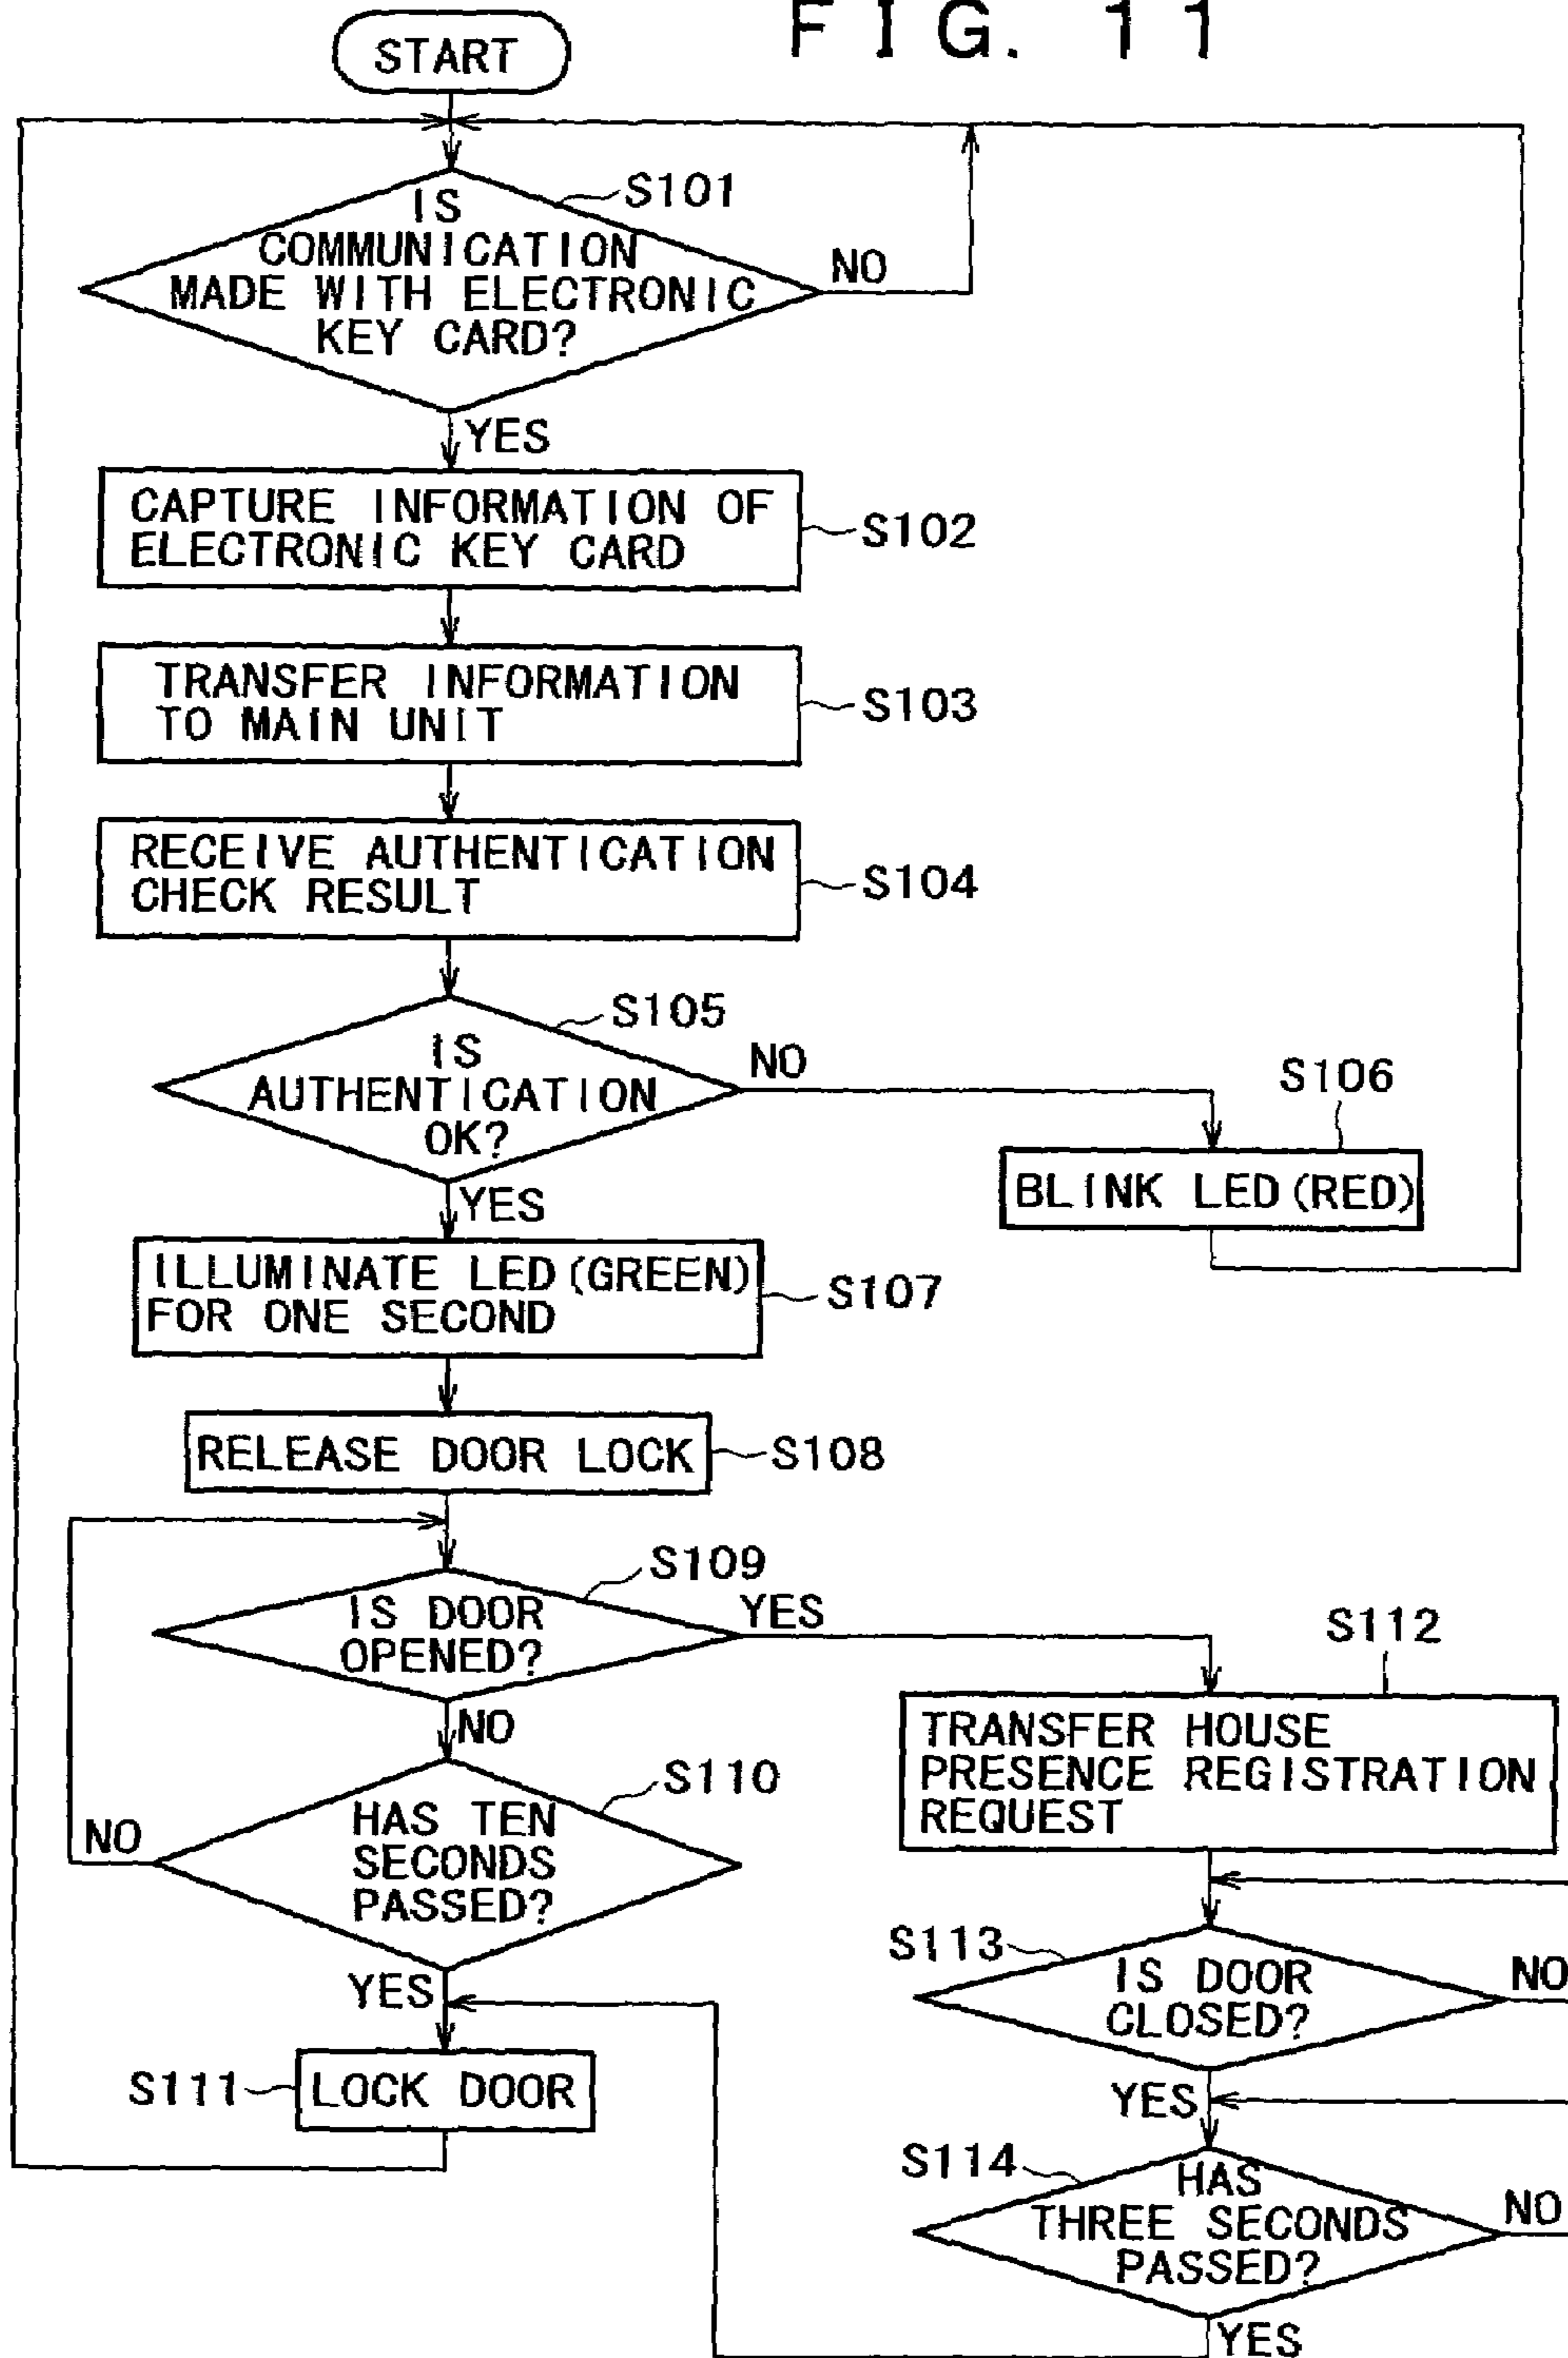 FIG. 11
START
S101
IS
COMMUNICATION
MADE WITH ELECTRONIC
KEY CARD?
NO
YES
CAPTURE INFORMATION OF
ELECTRONIC KEY CARD
S102
TRANSFER INFORMATION
TO MAIN UNIT
S103
RECEIVE AUTHENTICATION
CHECK RESULT
S104
S105
IS
AUTHENTICATION
OK?
NO
S106
BLINK LED (RED)
YES
ILLUMINATE LED (GREEN)
FOR ONE SECOND
S107
RELEASE DOOR LOCK
S108
S109
IS DOOR
OPENED?
YES
NO
S110
HAS TEN
SECONDS
PASSED?
NO
YES
S111
LOCK DOOR
S112
TRANSFER HOUSE
PRESENCE REGISTRATION
REQUEST
S113
IS DOOR
CLOSED?
NO
YES
S114
HAS
THREE SECONDS
PASSED?
NO
YES